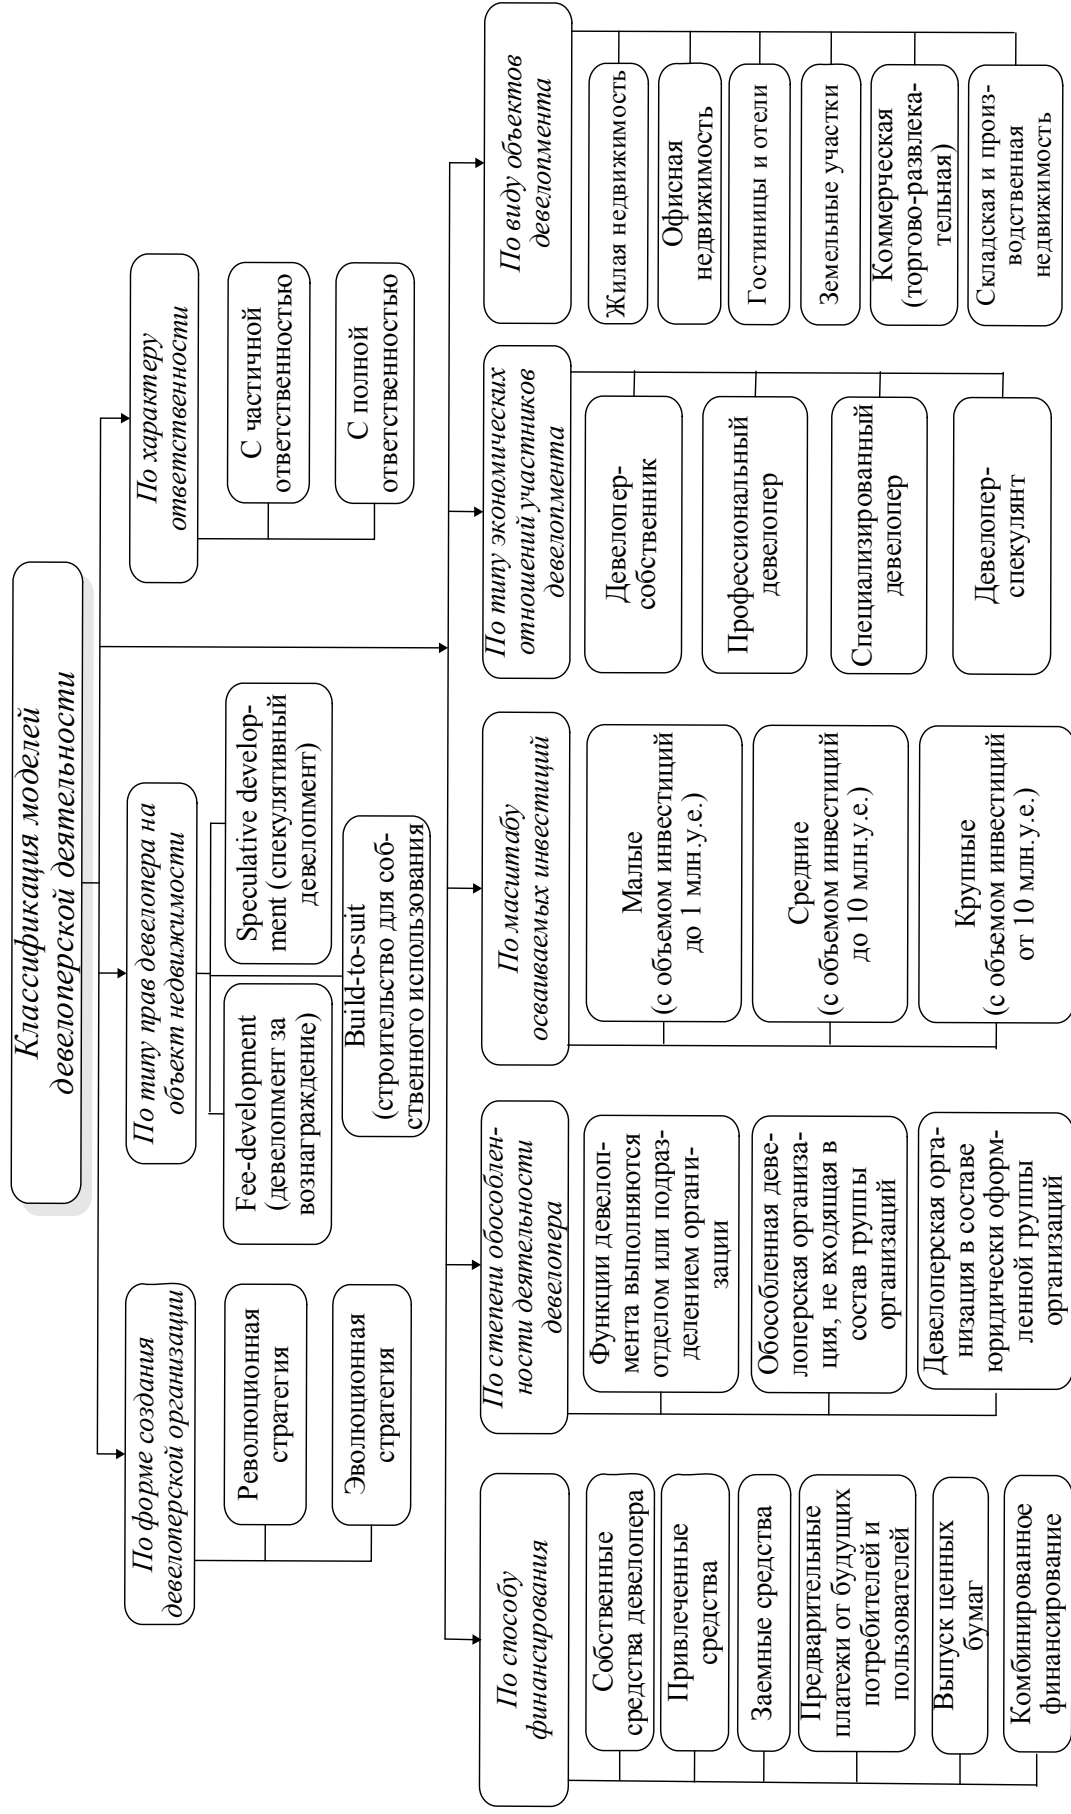 Классификация моделей
девелоперской деятельности
По форме создания
девелоперской организации
Революционная
стратегия
Эволюционная
стратегия
По типу прав девелопера на
объект недвижимости
Fee-development
(девелопмент за
вознаграждение)
Speculative develop-
ment (спекулятивный
девелопмент)
Build-to-suit
(строительство для соб-
ственного использования
По характеру
ответственности
С частичной
ответственностью
С полной
ответственностью
По способу
финансирования
Собственные
средства девелопера
Привлеченные
средства
Заемные средства
Предварительные
платежи от будущих
потребителей и
пользователей
Выпуск ценных
бумаг
Комбинированное
финансирование
По степени обособлен-
ности деятельности
девелопера
Функции девелоп-
мента выполняются
отделом или подраз-
делением органи-
зации
Обособленная деве-
лоперская организа-
ция, не входящая в
состав группы
организаций
Девелоперская орга-
низация в составе
юридически оформ-
ленной группы
организаций
По масштабу
осваиваемых инвестиций
Малые
(с объемом инвестиций
до 1 млн.у.е.)
Средние
(с объемом инвестиций
до 10 млн.у.е.)
Крупные
(с объемом инвестиций
от 10 млн.у.е.)
По типу экономических
отношений участников
девелопмента
Девелопер-
собственник
Профессиональный
девелопер
Специализированный
девелопер
Девелопер-
спекулянт
По виду объектов
девелопмента
Жилая недвижимость
Офисная
недвижимость
Гостиницы и отели
Земельные участки
Коммерческая
(торгово-развлека-
тельная)
Складская и произ-
водственная
недвижимость